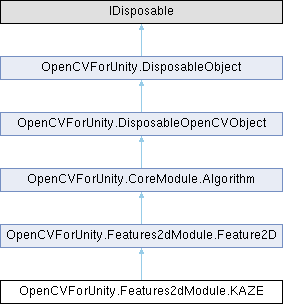 IDisposable
OpenCVForUnity.DisposableObject
OpenCVForUnity.DisposableOpenCVObject
OpenCVForUnity.CoreModule.Algorithm
OpenCVForUnity.Features2dModule.Feature2D
OpenCVForUnity.Features2dModule.KAZE